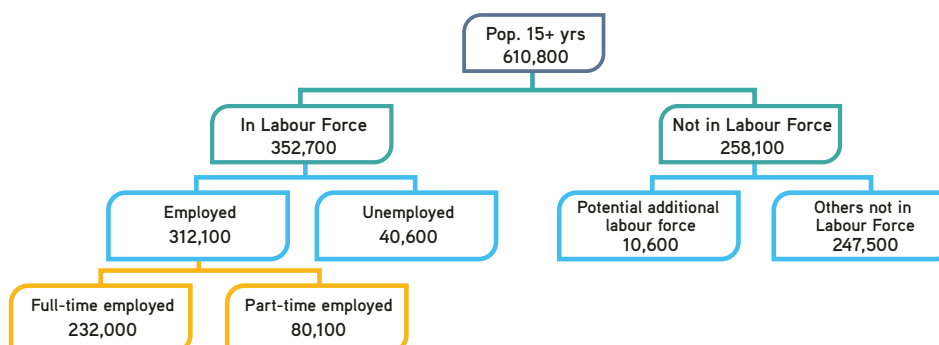 Pop. 15+ yrs
610,800
In Labour Force
352,700
Not in Labour Force
258,100
Employed
312,100
Unemployed
40,600
Potential additional
labour force
10,600
Others not in
Labour Force
247,500
Full-time employed
232,000
Part-time employed
80,100